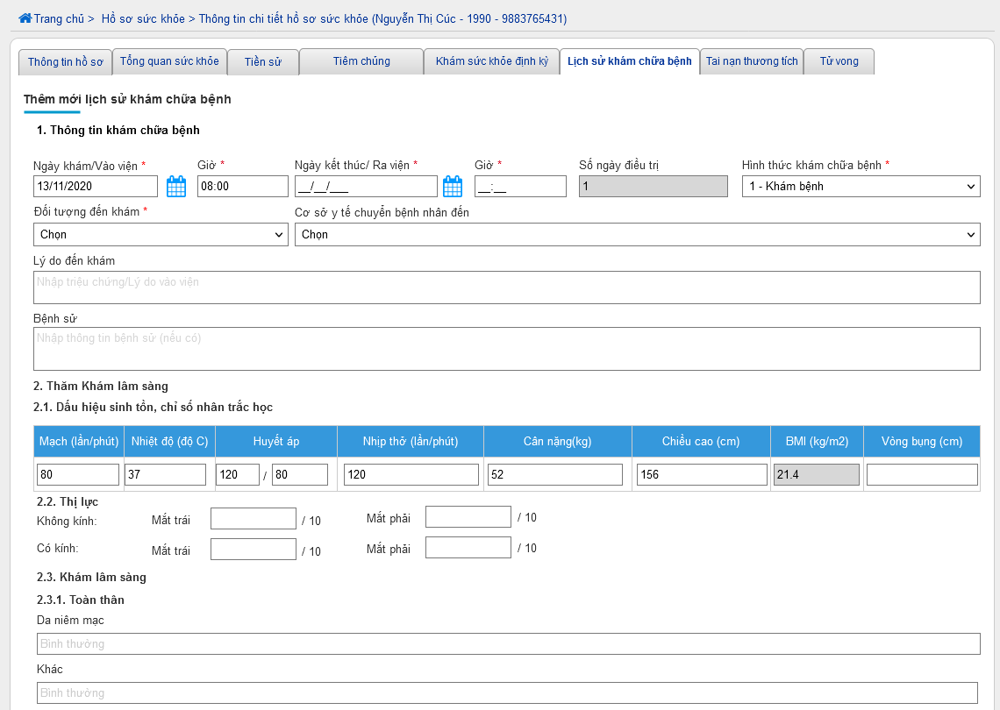 Trang chủ > Hồ sơ sức khỏe > Thông tin chi tiết hồ sơ sức khỏe (Nguyễn Thị Cúc - 1990 - 9883765431)
Thông tin hồ sơ Tổng quan sức khỏe Tiền sử Tiêm chủng Khám sức khỏe định kỳ Lịch sử khám chữa bệnh Tai nạn thương tích Tử vong
Thêm mới lịch sử khám chữa bệnh
1. Thông tin khám chữa bệnh
Ngày khám/Vào viện * Giờ * Ngày kết thúc/ Ra viện * Giờ * Số ngày điều trị Hình thức khám chữa bệnh *
13/11/2020 08:00 __/__/___ __:__ 1 1 - Khám bệnh
Đối tượng đến khám * Cơ sở y tế chuyển bệnh nhân đến
Chọn Chọn
Lý do đến khám
Nhập triệu chứng/Lý do vào viện
Bệnh sử
Nhập thông tin bệnh sử (nếu có)
2. Thăm Khám lâm sàng
2.1. Dấu hiệu sinh tồn, chỉ số nhân trắc học
Mạch (lần/phút) Nhiệt độ (độ C) Huyết áp Nhịp thở (lần/phút) Cân nặng(kg) Chiều cao (cm) BMI (kg/m2) Vòng bụng (cm)
80 37 120 / 80 120 52 156 21.4
2.2. Thị lực
Không kính: Mắt trái / 10 Mắt phải / 10
Có kính: Mắt trái / 10 Mắt phải / 10
2.3. Khám lâm sàng
2.3.1. Toàn thân
Da niêm mạc
Bình thường
Khác
Bình thường